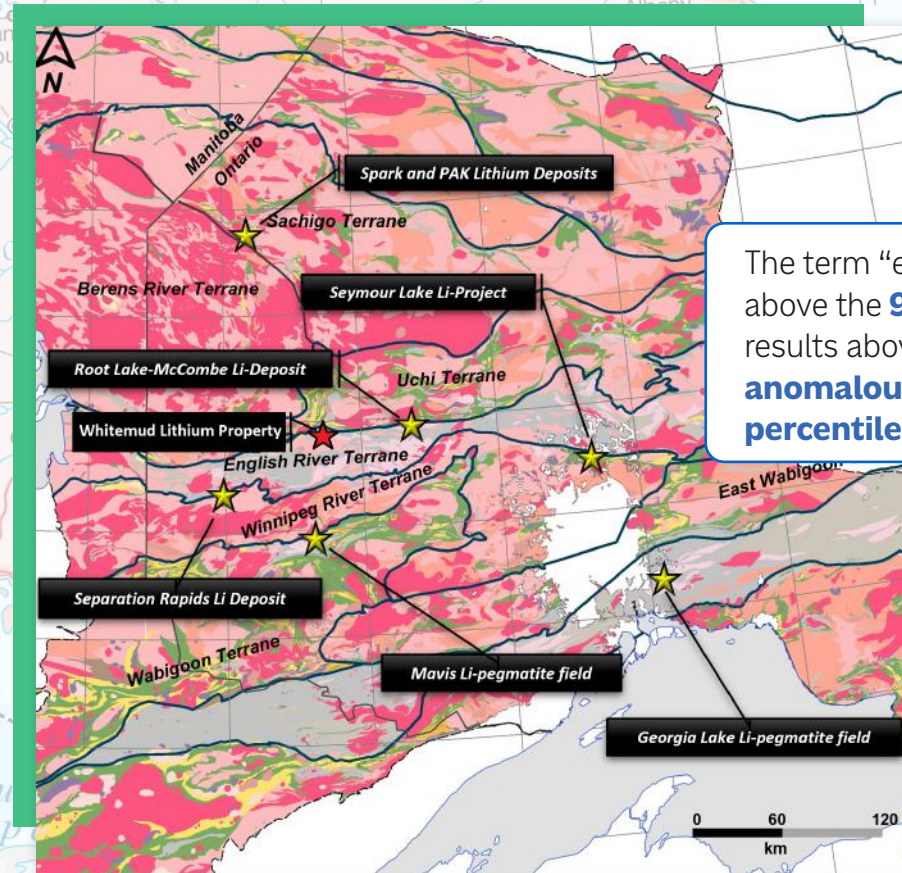 N
Manitoba
Ontario
Spark and PAK Lithium Deposits
Sachigo Terrane
Berens River Terrane
Seymour Lake Li-Project
The term “e
above the 9
results abov
anomalou
percentile
Root Lake-McCombe Li-Deposit
Uchi Terrane
Whitemud Lithium Property
English River Terrane
Winnipeg River Terrane
East Wabigoon
Separation Rapids Li Deposit
Wabigoon Terrane
Mavis Li-pegmatite field
Georgia Lake Li-pegmatite field
0 60 120
km